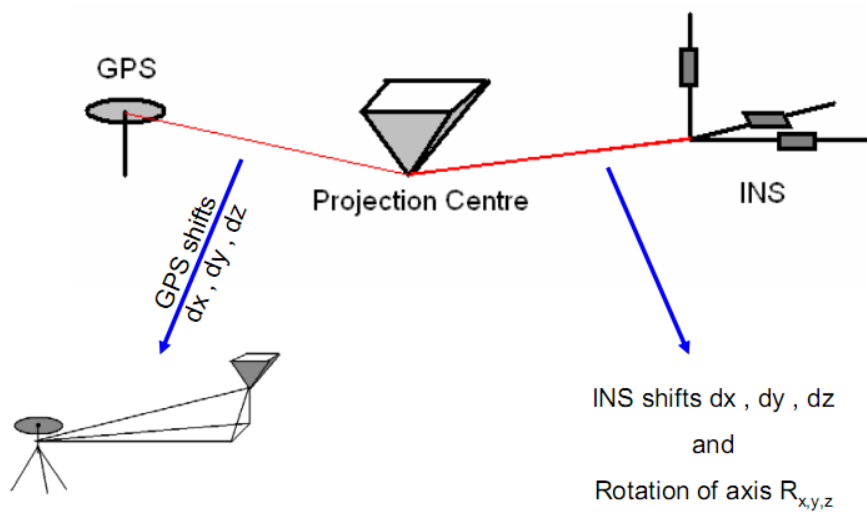 GPS
Projection Centre
INS
GPS shifts
dx , dy , dz
INS shifts dx , dy , dz
and
Rotation of axis Rx,y,z